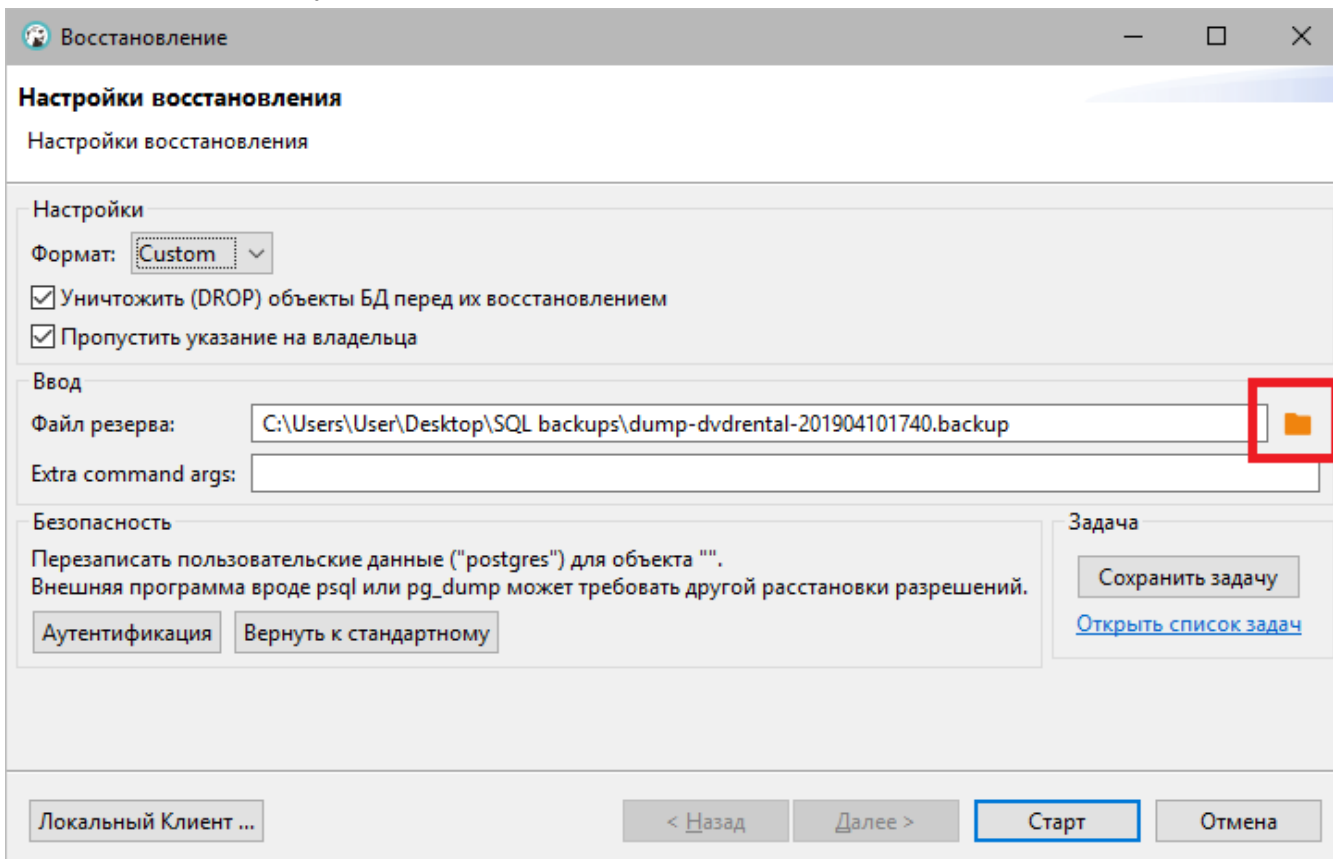 Восстановление
Настройки восстановления
Настройки восстановления
Настройки
Формат: Custom
Уничтожить (DROP) объекты БД перед их восстановлением
Пропустить указание на владельца
Ввод
Файл резерва: C:\Users\User\Desktop\SQL backups\dump-dvdrental-201904101740.backup
Extra command args:
Безопасность
Перезаписать пользовательские данные ("postgres") для объекта "".
Внешняя программа вроде psql или pg_dump может требовать другой расстановки разрешений.
Аутентификация Вернуть к стандартному
Задача
Сохранить задачу
Открыть список задач
Локальный Клиент ... < Назад Далее > Старт Отмена